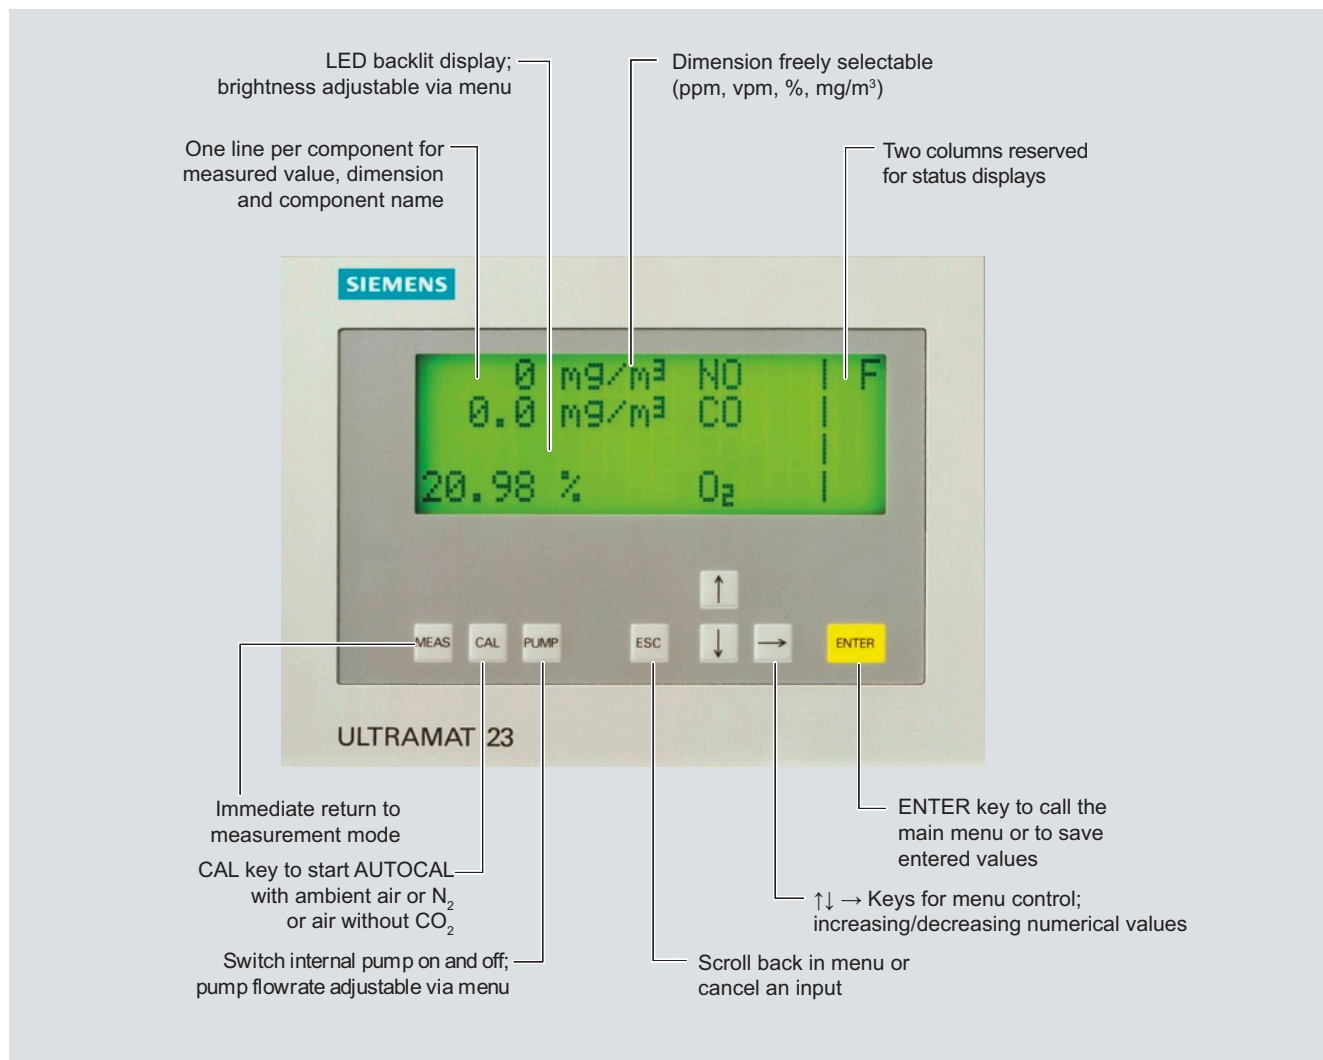 LED backlit display;
brightness adjustable via menu
Dimension freely selectable
(ppm, vpm, %, mg/m³)
One line per component for
measured value, dimension
and component name
Two columns reserved
for status displays
SIEMENS
0 mg/m³ NO | F
0.0 mg/m³ CO |
|
20.98 % O₂ |
↑
MEAS CAL PUMP ESC ↓ → ENTER
ULTRAMAT 23
Immediate return to
measurement mode
CAL key to start AUTOCAL
with ambient air or N₂
or air without CO₂
Switch internal pump on and off;
pump flowrate adjustable via menu
ENTER key to call the
main menu or to save
entered values
↑↓ → Keys for menu control;
increasing/decreasing numerical values
Scroll back in menu or
cancel an input